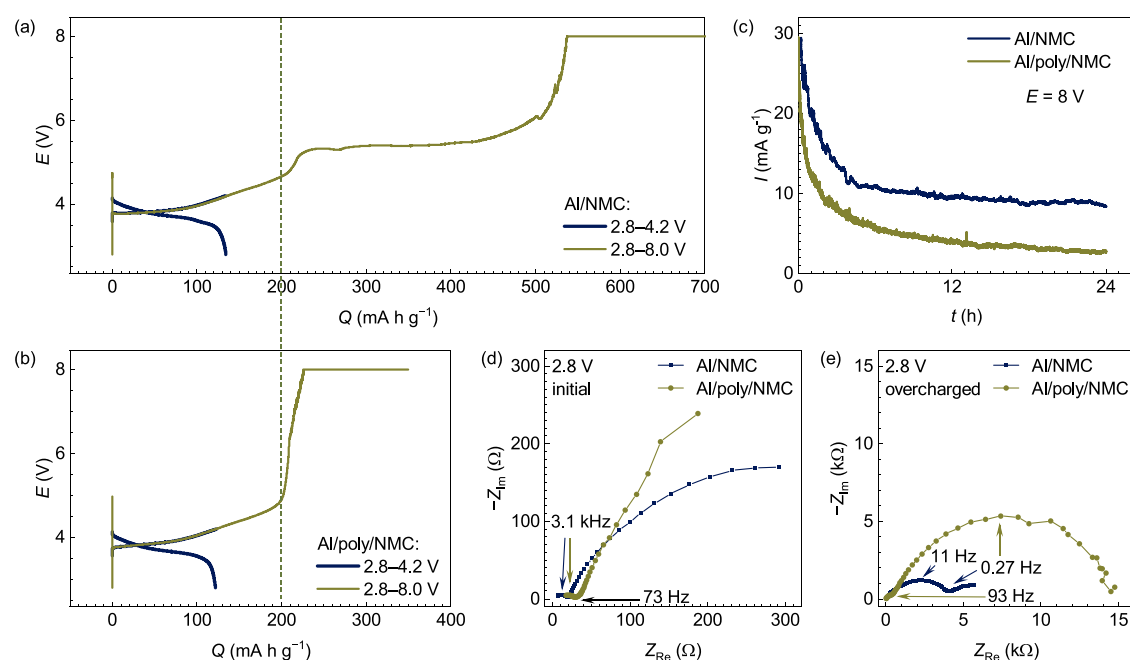 (a)
8
6
4
E (V)
0
100
200
300
400
500
600
700
Q (mA h g⁻¹)
Al/NMC:
2.8–4.2 V
2.8–8.0 V
(b)
8
6
4
E (V)
0
100
200
300
400
Q (mA h g⁻¹)
Al/poly/NMC:
2.8–4.2 V
2.8–8.0 V
(c)
30
20
10
0
I (mA g⁻¹)
Al/NMC
Al/poly/NMC
E = 8 V
0
12
24
t (h)
(d)
300
200
100
0
−Z_Im (Ω)
2.8 V
initial
Al/NMC
Al/poly/NMC
3.1 kHz
73 Hz
0
100
200
300
Z_Re (Ω)
(e)
15
10
5
0
−Z_Im (kΩ)
2.8 V
overcharged
Al/NMC
Al/poly/NMC
11 Hz
0.27 Hz
93 Hz
0
5
10
15
Z_Re (kΩ)